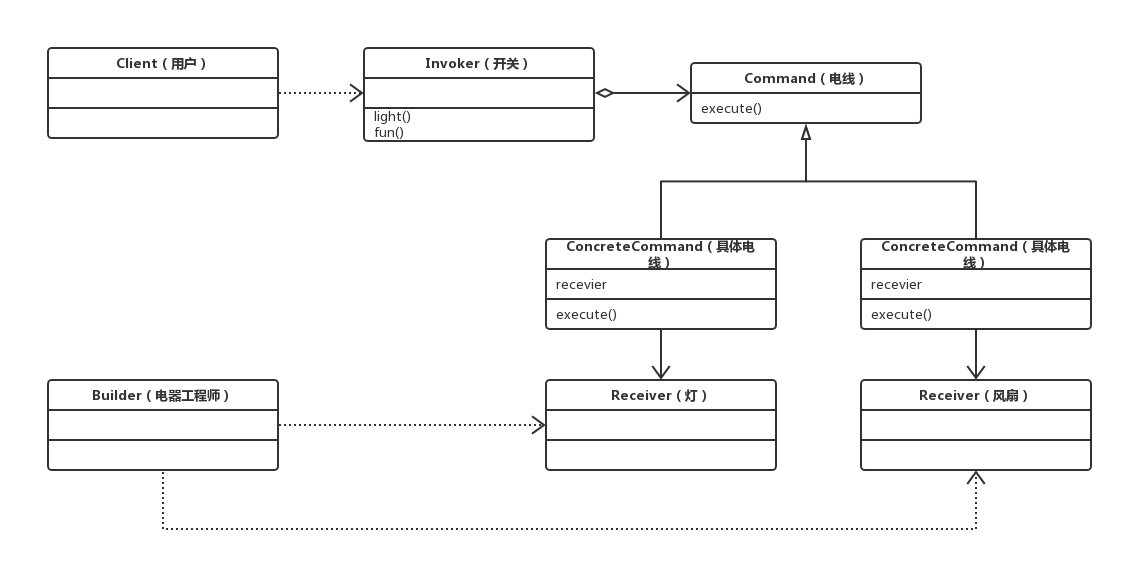 Client（用户）
Invoker（开关）
light()
fun()
Command（电线）
execute()
ConcreteCommand（具体电
线）
recevier
execute()
ConcreteCommand（具体电
线）
recevier
execute()
Builder（电器工程师）
Receiver（灯）
Receiver（风扇）